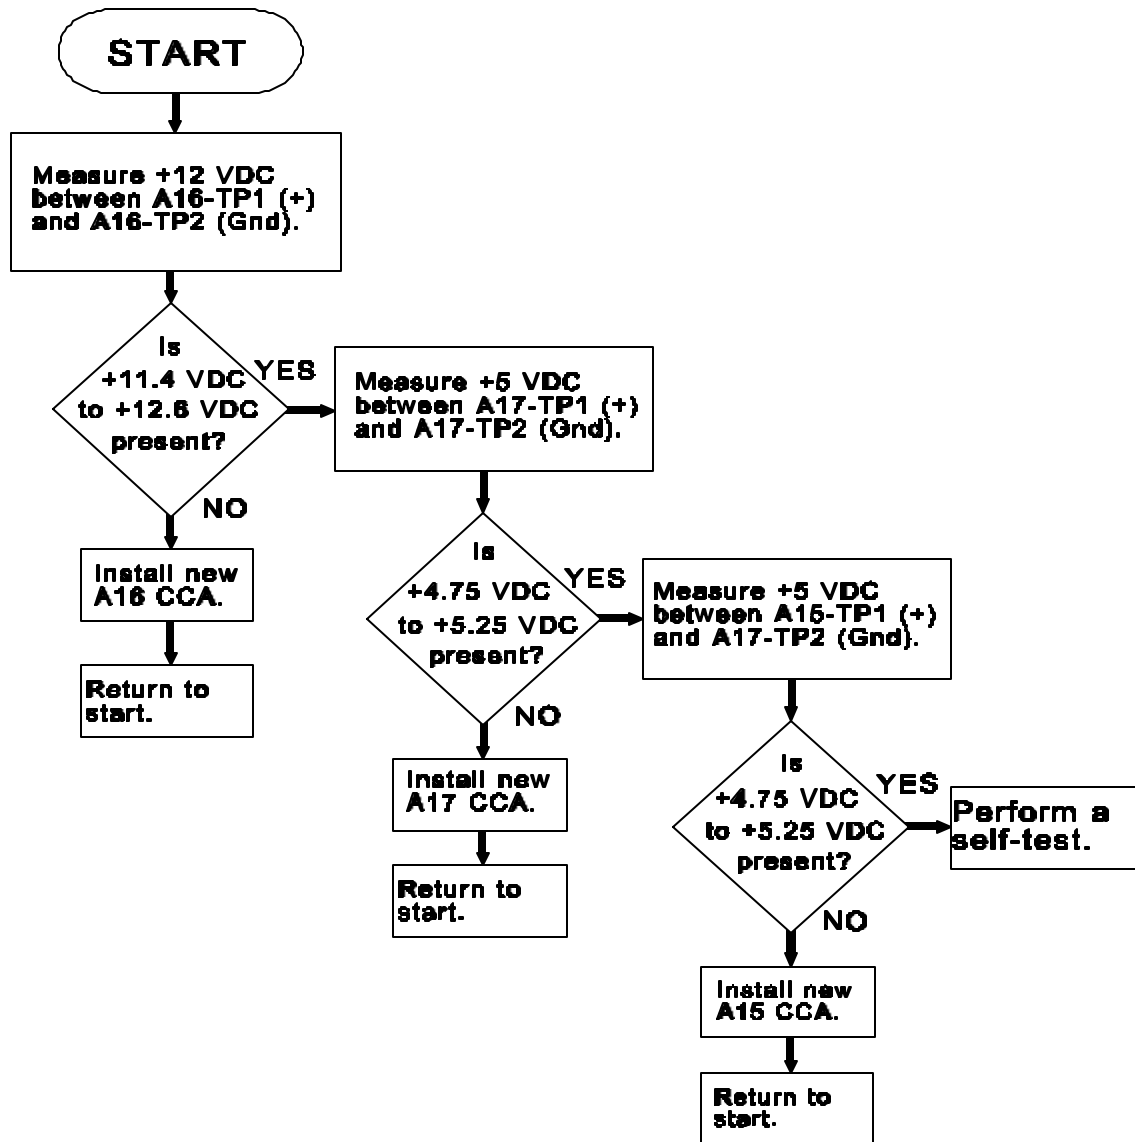 START
Measure +12 VDC
between A16-TP1 (+)
and A16-TP2 (Gnd).
Is
+11.4 VDC
to +12.6 VDC
present?
YES
NO
Install new
A16 CCA.
Return to
start.
Measure +5 VDC
between A17-TP1 (+)
and A17-TP2 (Gnd).
Is
+4.75 VDC
to +5.25 VDC
present?
YES
NO
Install new
A17 CCA.
Return to
start.
Measure +5 VDC
between A15-TP1 (+)
and A17-TP2 (Gnd).
Is
+4.75 VDC
to +5.25 VDC
present?
YES
NO
Perform a
self-test.
Install new
A15 CCA.
Return to
start.